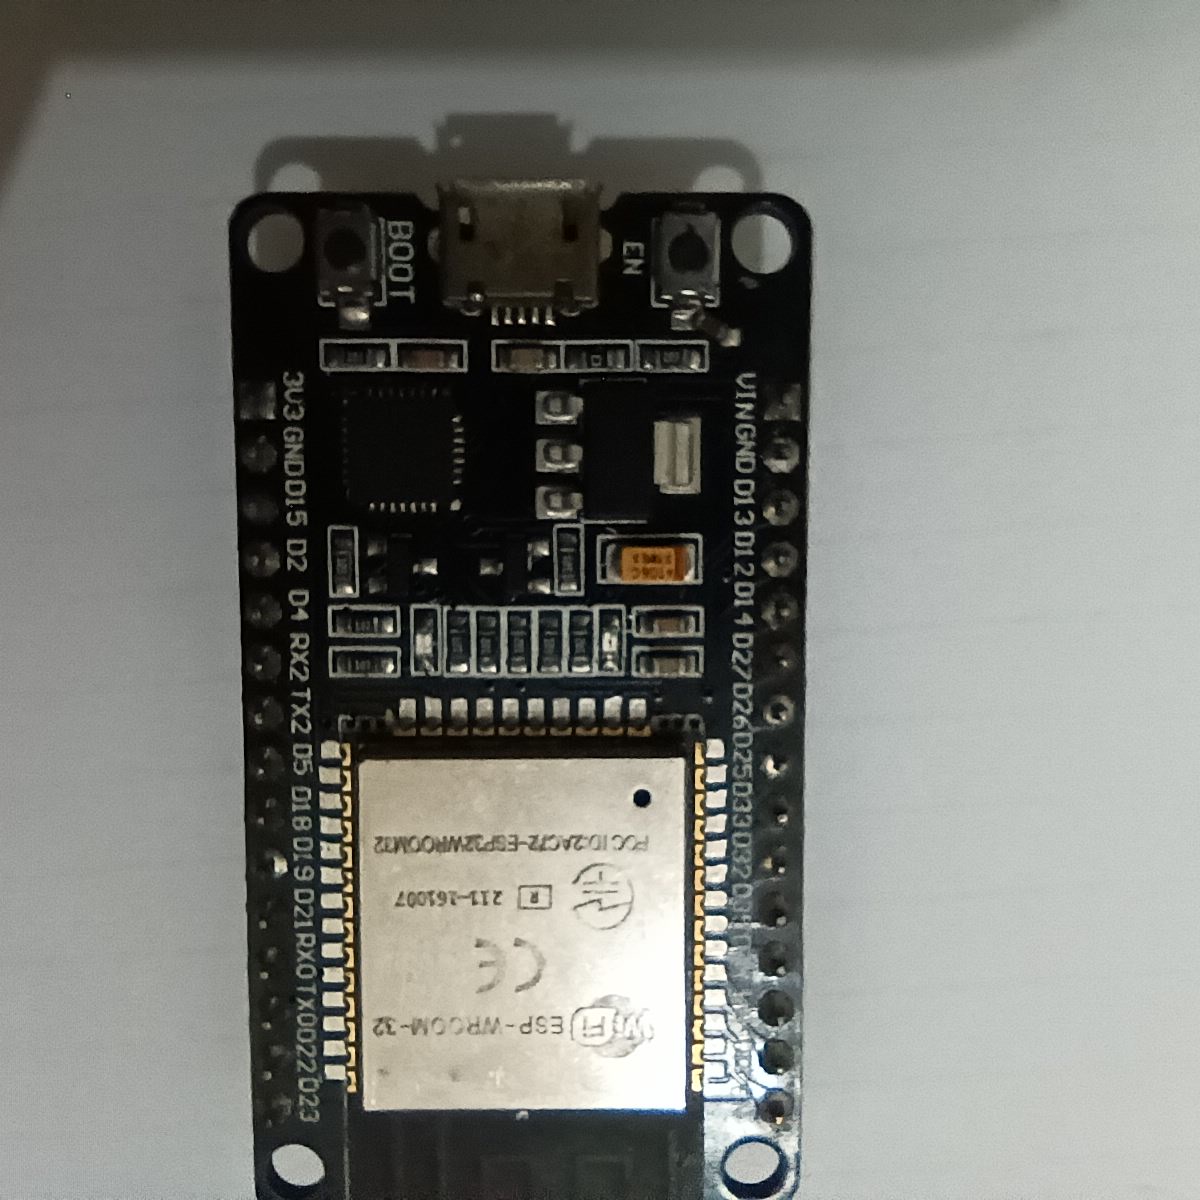 BOOT
EN
3V3
GND
D15
D2
D4
RX2
TX2
D5
D18
D19
D21
RX0
TX0
D22
D23
VIN
GND
D13
D12
D14
D27
D26
D25
D33
D32
WiFi ESP-WROOM-32
CE
R 211-161007
FCC ID:2AC7Z-ESP32WROOM32